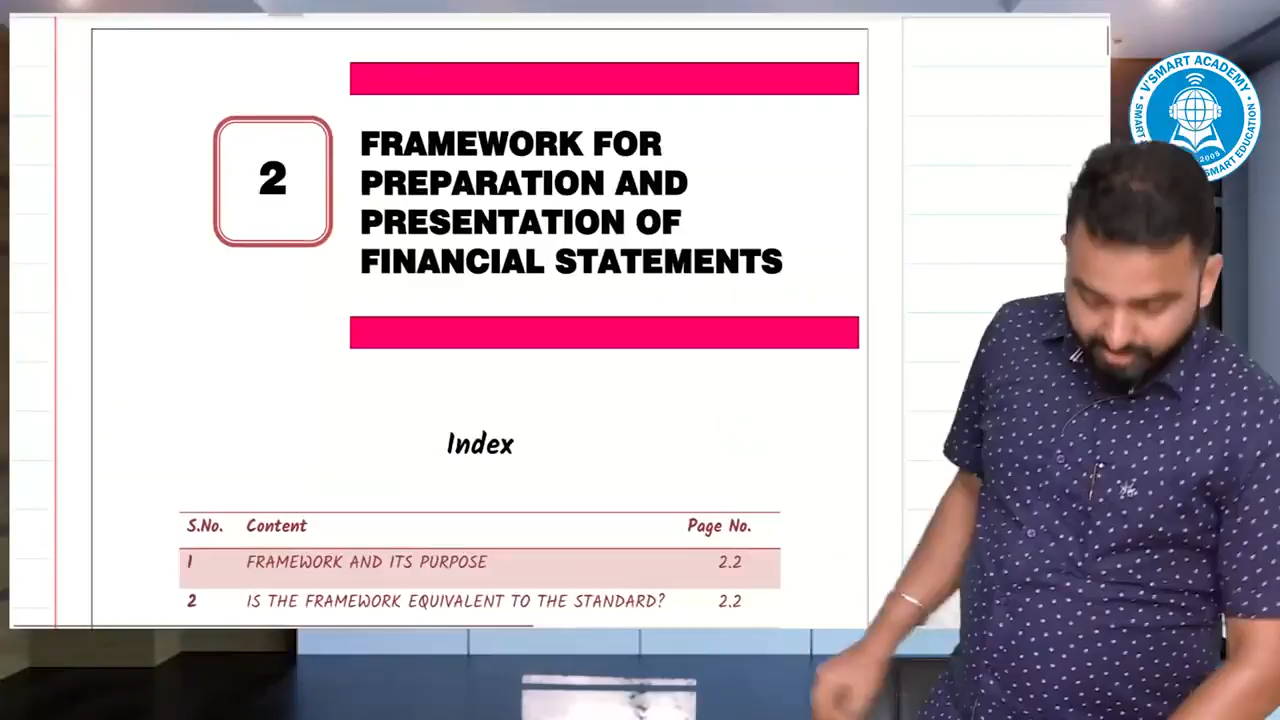 2
FRAMEWORK FOR
PREPARATION AND
PRESENTATION OF
FINANCIAL STATEMENTS
Index
S.No. Content Page No.
1 FRAMEWORK AND ITS PURPOSE 2.2
2 IS THE FRAMEWORK EQUIVALENT TO THE STANDARD? 2.2
V'SMART ACADEMY
SMART EDUCATION
2008